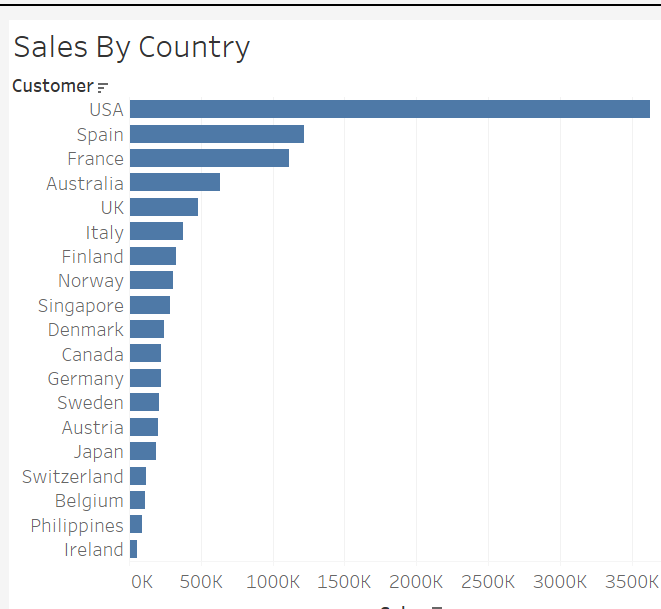 Sales By Country
Customer
USA
Spain
France
Australia
UK
Italy
Finland
Norway
Singapore
Denmark
Canada
Germany
Sweden
Austria
Japan
Switzerland
Belgium
Philippines
Ireland
0K 500K 1000K 1500K 2000K 2500K 3000K 3500K